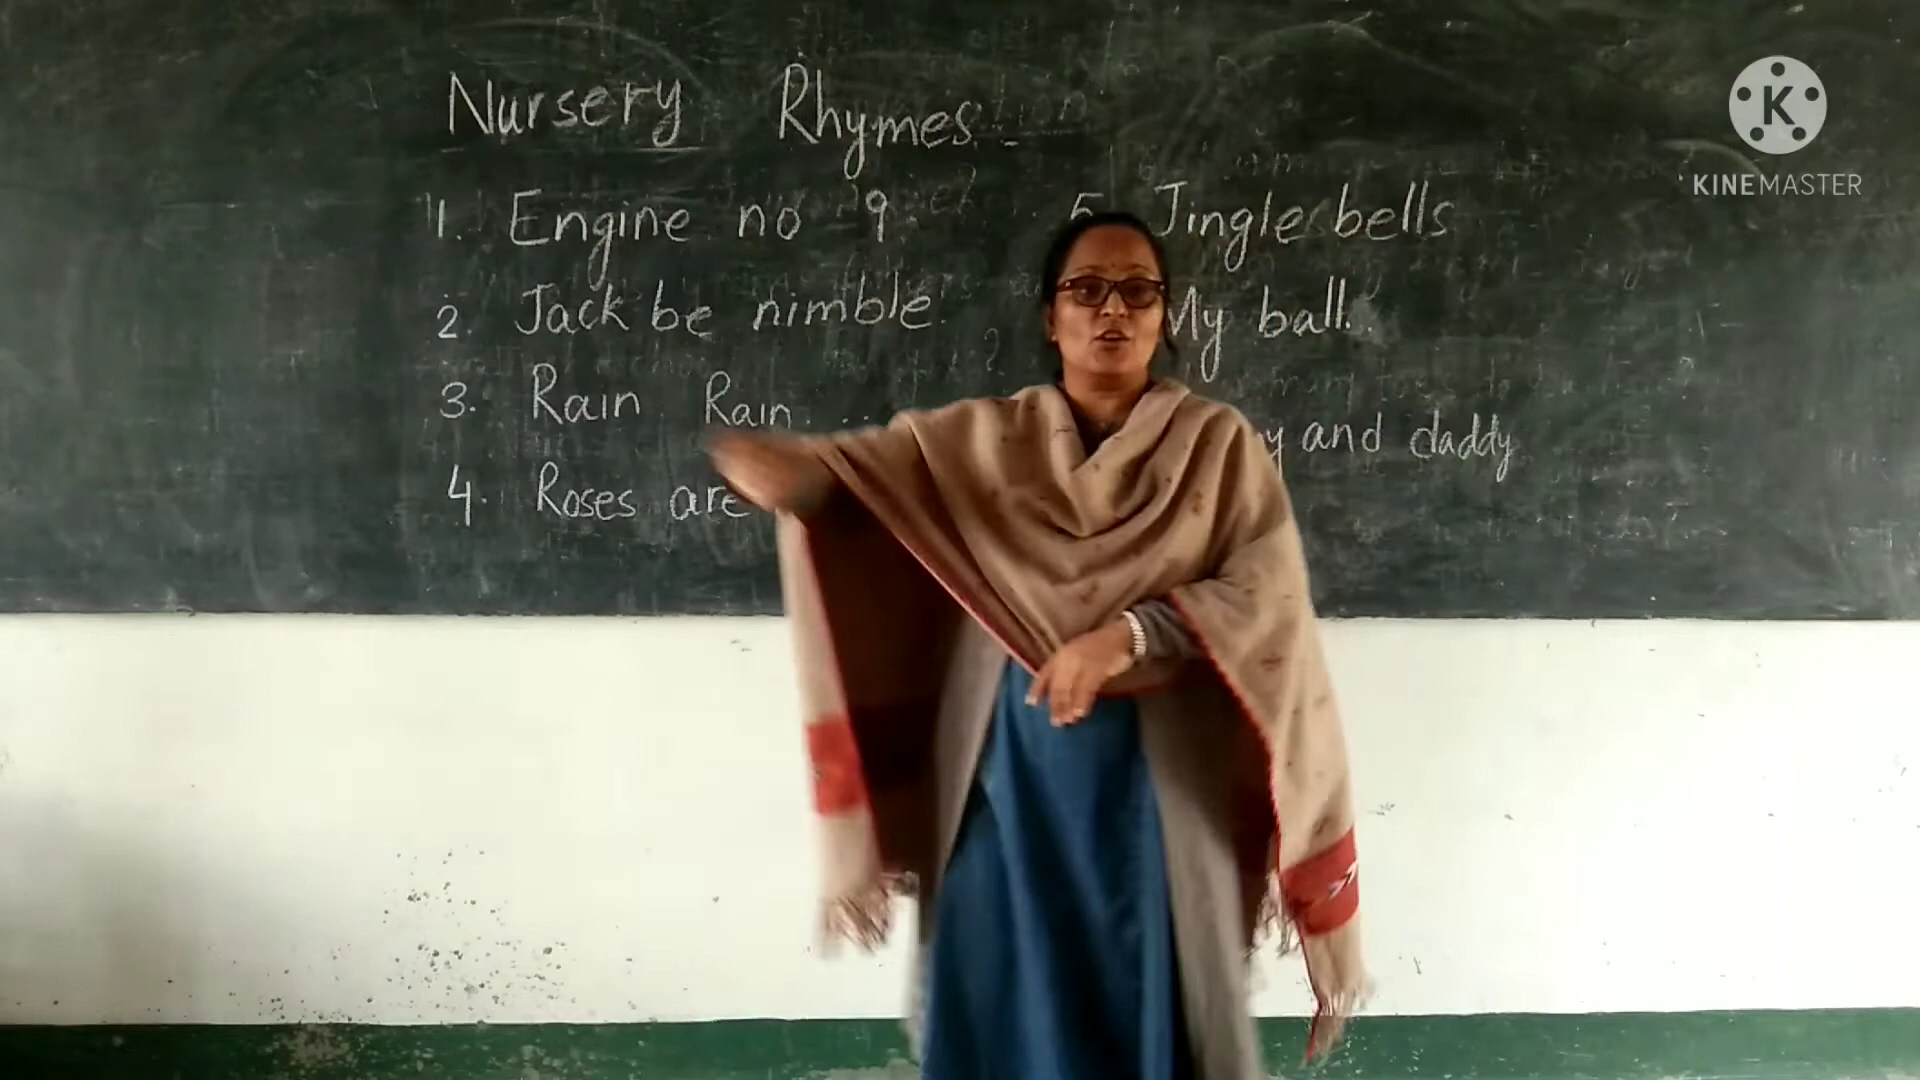 Nursery Rhymes
1. Engine no 9
2. Jack be nimble.
3. Rain Rain...
4. Roses are
5 Jingle bells
My ball.
and daddy
KINEMASTER